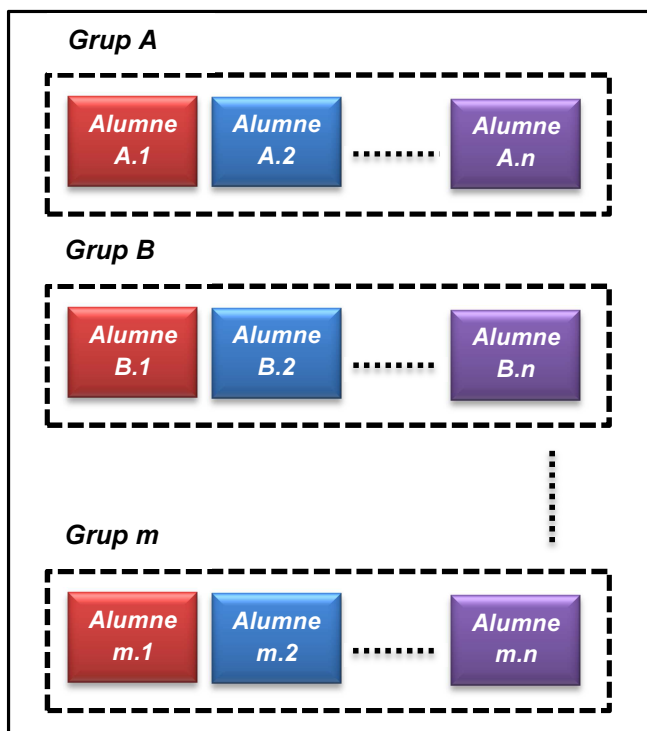 Grup A
Alumne
A.1
Alumne
A.2
Alumne
A.n
Grup B
Alumne
B.1
Alumne
B.2
Alumne
B.n
Grup m
Alumne
m.1
Alumne
m.2
Alumne
m.n